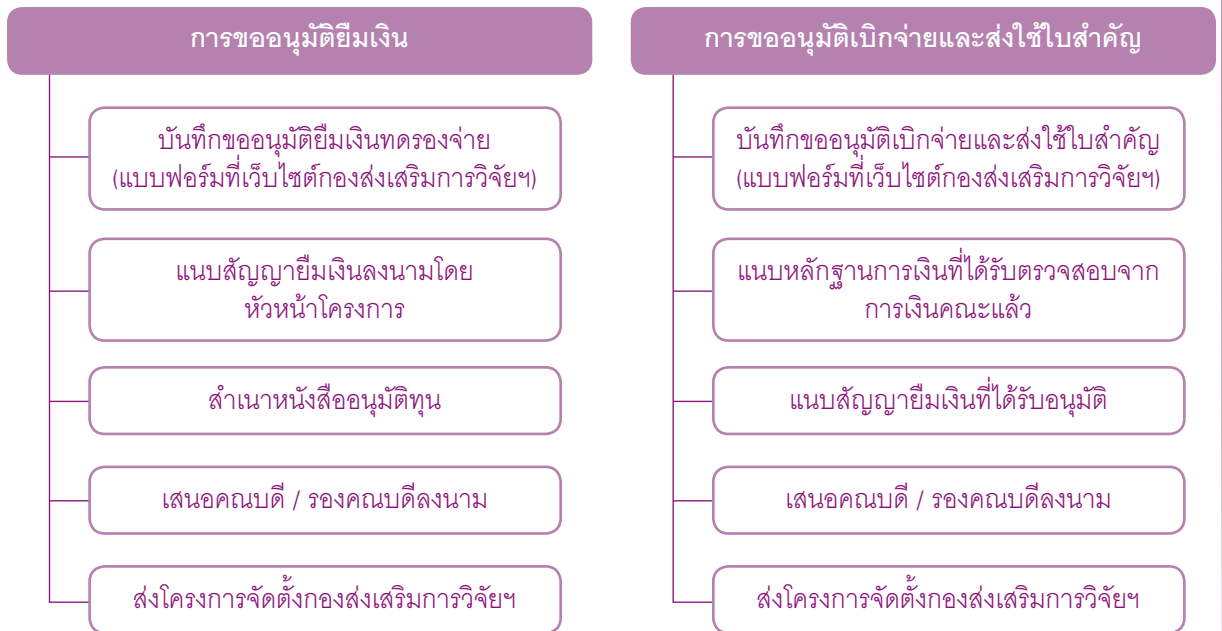 การขออนุมัติยืมเงิน
บันทึกขออนุมัติยืมเงินทดรองจ่าย
(แบบฟอร์มที่เว็บไซต์กองส่งเสริมการวิจัยฯ)
แนบสัญญายืมเงินลงนามโดย
หัวหน้าโครงการ
สำเนาหนังสืออนุมัติทุน
เสนอคณบดี / รองคณบดีลงนาม
ส่งโครงการจัดตั้งกองส่งเสริมการวิจัยฯ
การขออนุมัติเบิกจ่ายและส่งใช้ใบสำคัญ
บันทึกขออนุมัติเบิกจ่ายและส่งใช้ใบสำคัญ
(แบบฟอร์มที่เว็บไซต์กองส่งเสริมการวิจัยฯ)
แนบหลักฐานการเงินที่ได้รับตรวจสอบจาก
การเงินคณะแล้ว
แนบสัญญายืมเงินที่ได้รับอนุมัติ
เสนอคณบดี / รองคณบดีลงนาม
ส่งโครงการจัดตั้งกองส่งเสริมการวิจัยฯ